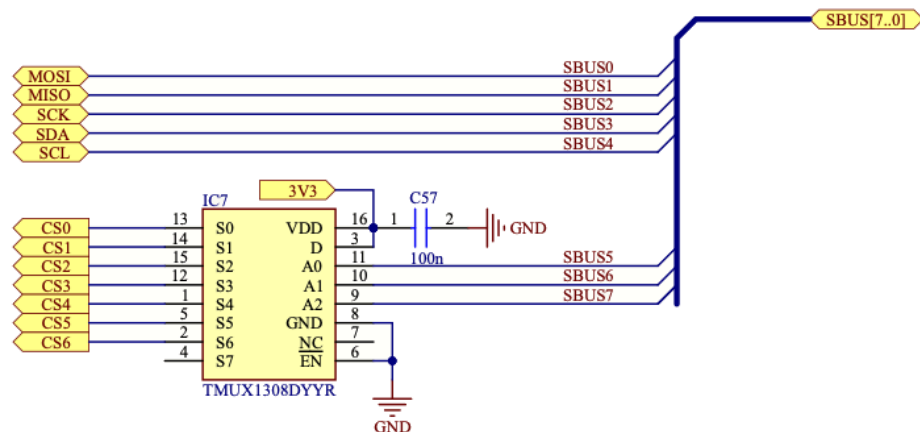 SBUS[7..0]
MOSI SBUS0
MISO SBUS1
SCK SBUS2
SDA SBUS3
SCL SBUS4
IC7 3V3 C57
CS0 13 S0 VDD 16 1 2 GND
CS1 14 S1 D 3 100n
CS2 15 S2 A0 11 SBUS5
CS3 12 S3 A1 10 SBUS6
CS4 1 S4 A2 9 SBUS7
CS5 5 S5 GND 8
CS6 2 S6 NC 7
4 S7 EN 6
TMUX1308DYYR
GND